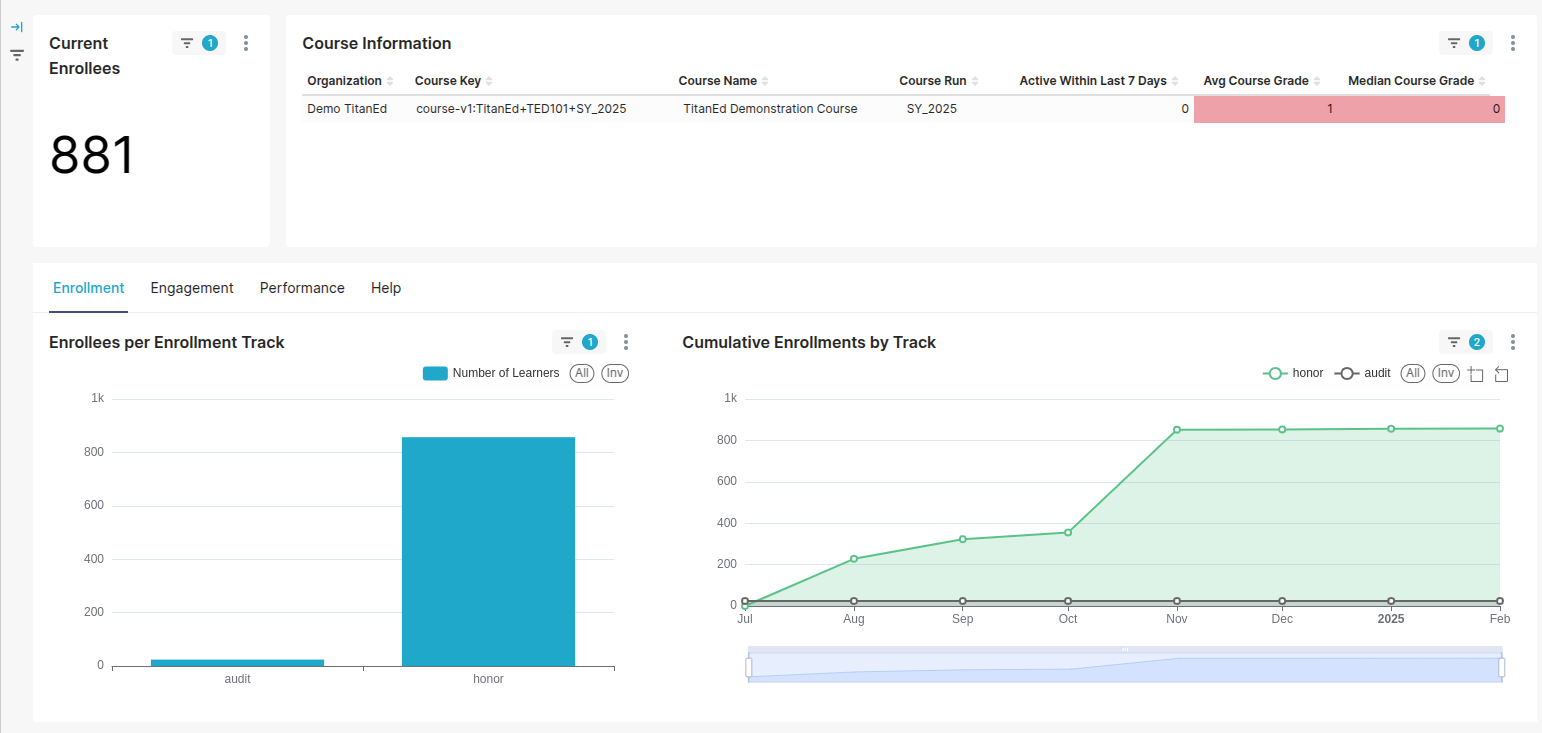 Current Enrollees
1
881
Course Information
1
Organization Course Key Course Name Course Run Active Within Last 7 Days Avg Course Grade Median Course Grade
Demo TitanEd course-v1:TitanEd+TED101+SY_2025 TitanEd Demonstration Course SY_2025 0 1 0
Enrollment Engagement Performance Help
Enrollees per Enrollment Track
1
Number of Learners All Inv
1k
800
600
400
200
0
audit honor
Cumulative Enrollments by Track
2
honor audit All Inv
1k
800
600
400
200
0
Jul Aug Sep Oct Nov Dec 2025 Feb